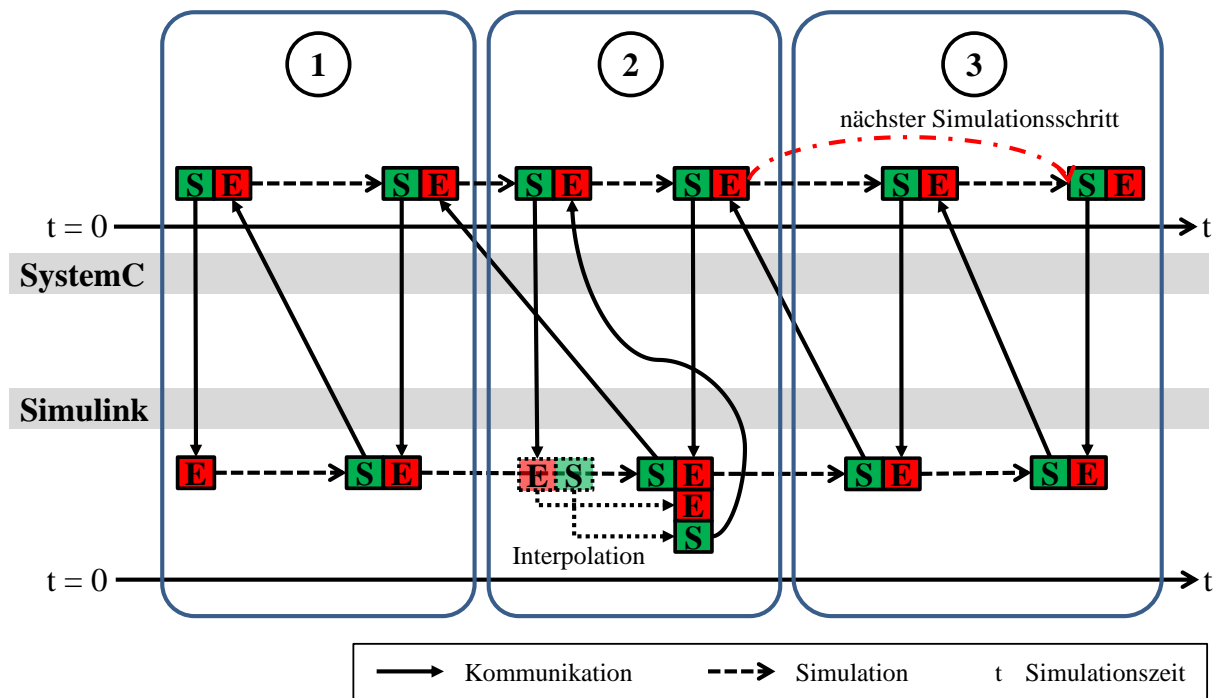 1 2 3
nächster Simulationsschritt
S E S E S E S E S E S E
t = 0 t
SystemC
Simulink
E S E E S S E S E S E
E
S
Interpolation
t = 0 t
Kommunikation Simulation t Simulationszeit